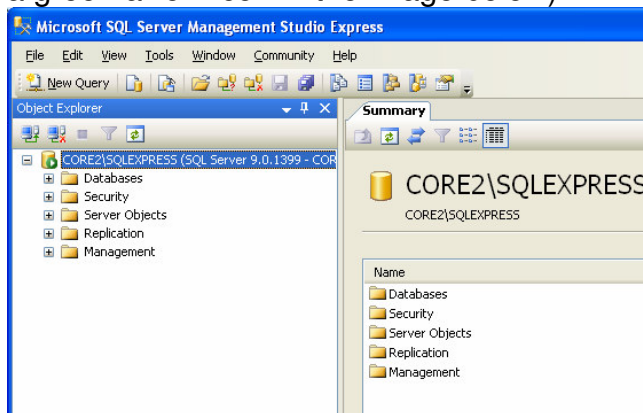 Microsoft SQL Server Management Studio Express
File Edit View Tools Window Community Help
New Query
Object Explorer
CORE2\SQLEXPRESS (SQL Server 9.0.1399 - COR
Databases
Security
Server Objects
Replication
Management
Summary
CORE2\SQLEXPRESS
CORE2\SQLEXPRESS
Name
Databases
Security
Server Objects
Replication
Management